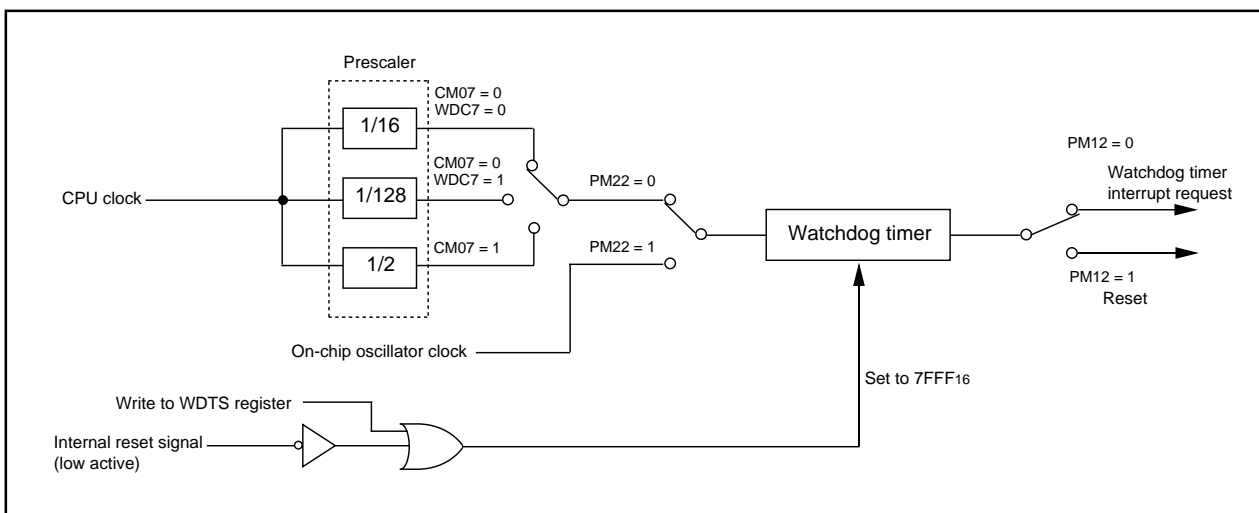 Prescaler
CM07 = 0
WDC7 = 0
1/16
PM12 = 0
CM07 = 0
WDC7 = 1
Watchdog timer
interrupt request
PM22 = 0
CPU clock
1/128
Watchdog timer
CM07 = 1
PM22 = 1
1/2
PM12 = 1
Reset
On-chip oscillator clock
Set to 7FFF16
Write to WDTS register
Internal reset signal
(low active)